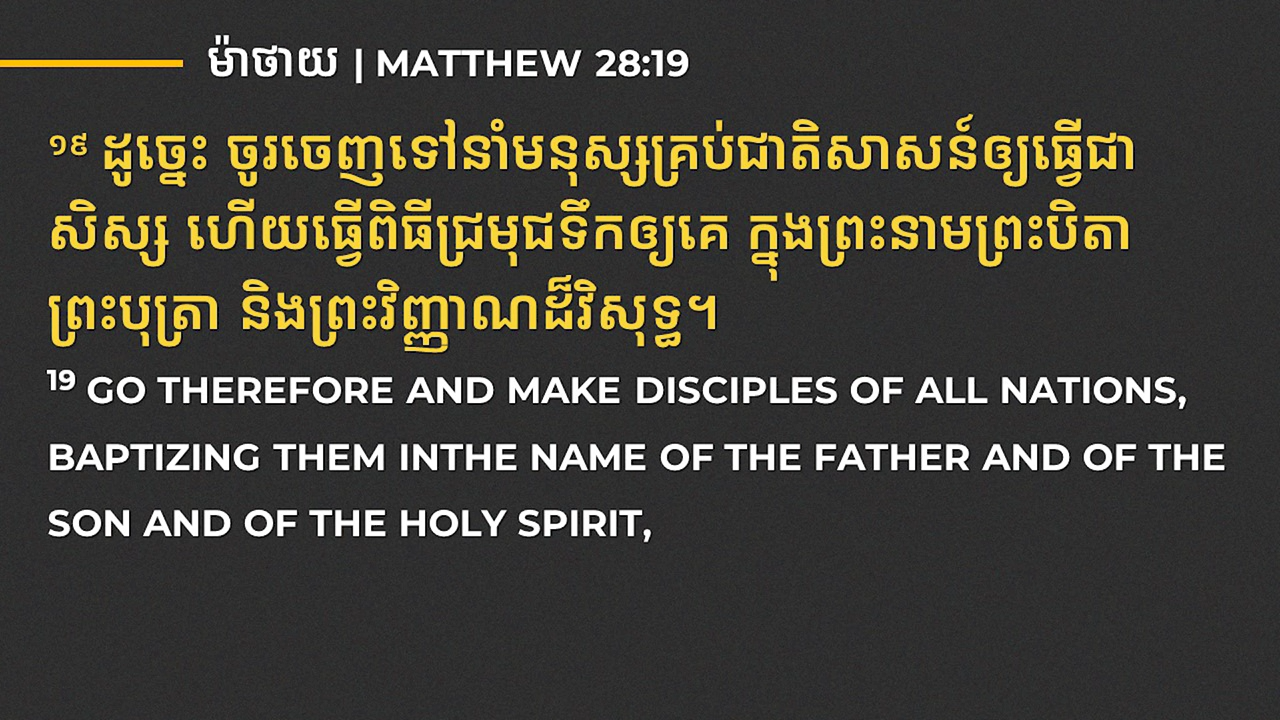 ម៉ាថាយ | MATTHEW 28:19
១៩ ដូច្នេះ ចូរចេញទៅនាំមនុស្សគ្រប់ជាតិសាសន៍ឲ្យធ្វើជា
សិស្ស ហើយធ្វើពិធីជ្រមុជទឹកឲ្យគេ ក្នុងព្រះនាមព្រះបិតា
ព្រះបុត្រា និងព្រះវិញ្ញាណដ៏វិសុទ្ធ។
19 GO THEREFORE AND MAKE DISCIPLES OF ALL NATIONS,
BAPTIZING THEM INTHE NAME OF THE FATHER AND OF THE
SON AND OF THE HOLY SPIRIT,